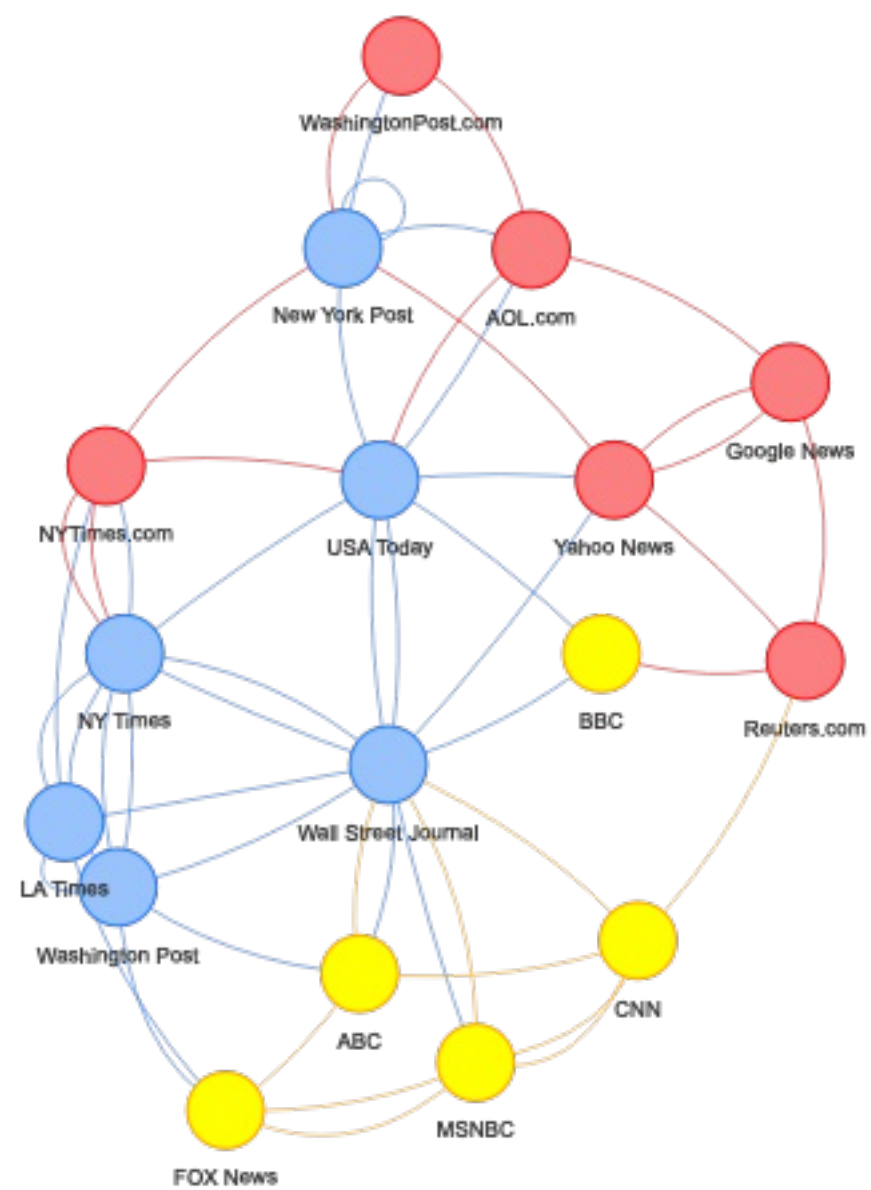 WashingtonPost.com
New York Post
AOL.com
Google News
NYTimes.com
USA Today
Yahoo News
NY Times
BBC
Reuters.com
Wall Street Journal
LA Times
Washington Post
CNN
ABC
MSNBC
FOX News